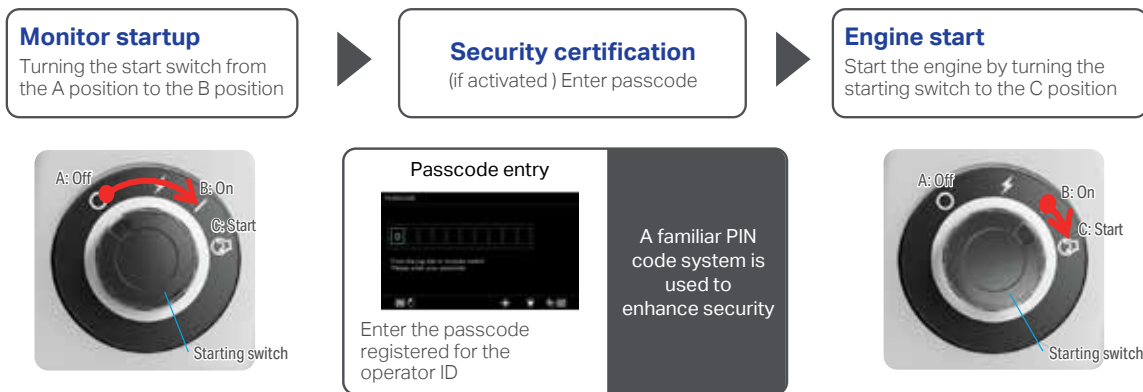 Monitor startup
Turning the start switch from
the A position to the B position
Security certification
(if activated ) Enter passcode
Engine start
Start the engine by turning the
starting switch to the C position
A: Off
B: On
C: Start
Starting switch
Passcode entry
0
Enter the passcode
registered for the
operator ID
A familiar PIN
code system is
used to
enhance security
A: Off
B: On
C: Start
Starting switch